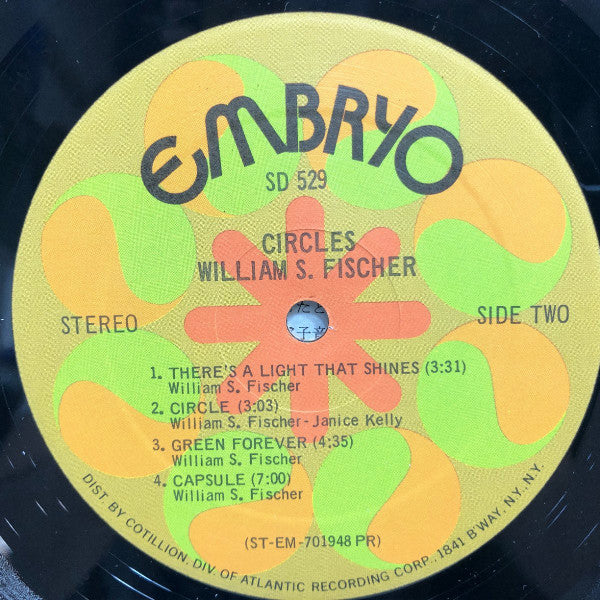 EMBRYO
SD 529
CIRCLES
WILLIAM S. FISCHER
STEREO
SIDE TWO
1. THERE'S A LIGHT THAT SHINES (3:31)
William S. Fischer
2. CIRCLE (3:03)
William S. Fischer - Janice Kelly
3. GREEN FOREVER (4:35)
William S. Fischer
4. CAPSULE (7:00)
William S. Fischer
(ST-EM-701948 PR)
DIST BY COTILLION, DIV. OF ATLANTIC RECORDING CORP., 1841 B'WAY, N.Y. N.Y.